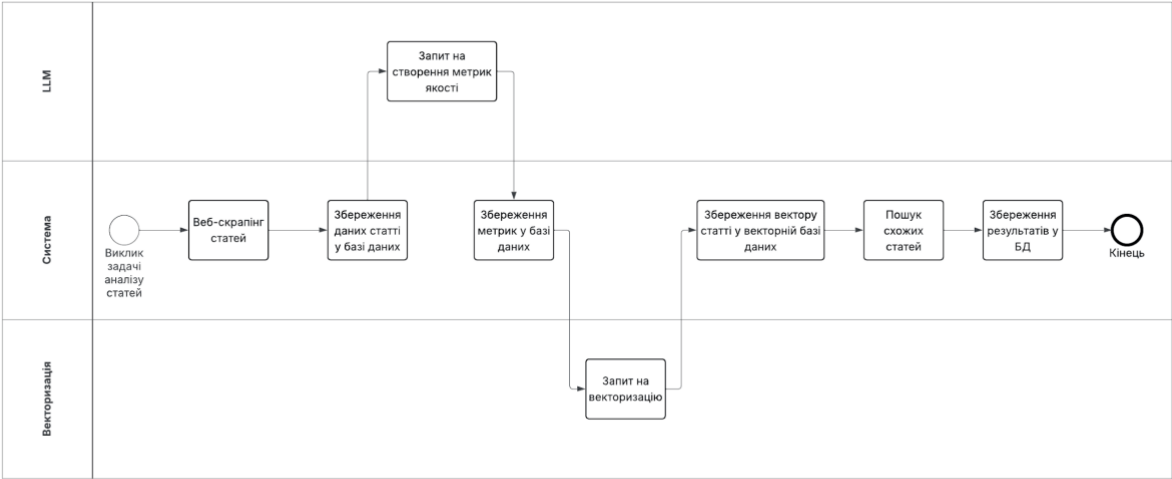 LLM
Запит на
створення метрик
якості
Система
Виклик
задачі
аналізу
статей
Веб-скрапінг
статей
Збереження
даних статті
у базі даних
Збереження
метрик у базі
даних
Збереження вектору
статті у векторній базі
даних
Пошук
схожих
статей
Збереження
результатів у
БД
Кінець
Векторизація
Запит на
векторизацію